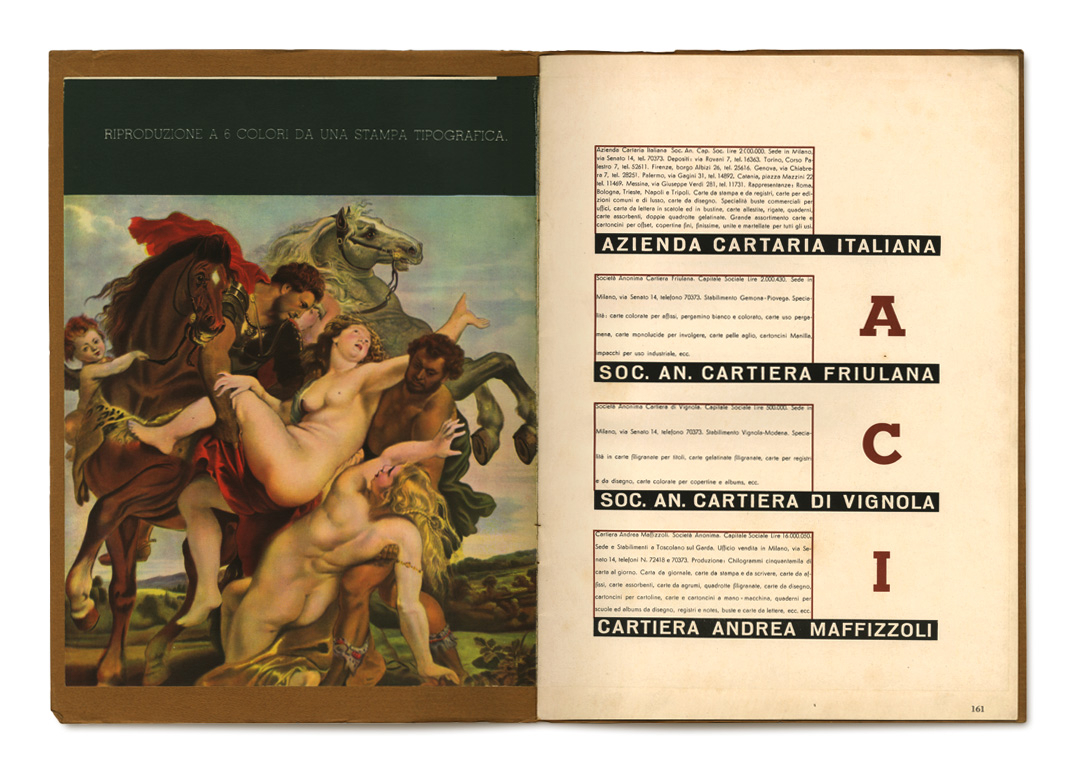 RIPRODUZIONE A 6 COLORI DA UNA STAMPA TIPOGRAFICA.
Azienda Cartaria Italiana Soc. An. Cap. Soc. Lire 2.100.000. Sede in Milano,
via Senato 14, tel. 70373. Depositi: via Rovani 7, tel. 16363. Torino, Corso Pa-
lestro 7, tel. 52611. Firenze, borgo Albizi 26, tel. 25616. Genova, via Chiabre-
ra 7, tel. 28251. Palermo, via Gagini 31, tel. 14892. Catania, piazza Mazzini 22
tel. 11469. Messina, via Giuseppe Verdi 281, tel. 11731. Rappresentanze: Roma,
Bologna, Trieste, Napoli e Tripoli. Carte da stampa e da registri, carte per edi-
zioni comuni e di lusso, carte da disegno. Specialità buste commerciali per
uffici, carte da lettere in scatole ed in bustine, carte allestite, rigate, quaderni,
carte assorbenti, doppie quadrotte gelatinate. Grande assortimento carte e
cartoncini per offset, copertine fini, finissime, unite e martellate per tutti gli usi.
AZIENDA CARTARIA ITALIANA
Società Anonima Cartiera Friulana. Capitale Sociale Lire 2.000.430. Sede in
Milano, via Senato 14, telefono 70373. Stabilimento Gemona-Piovega. Specia-
lità: carte colorate per affissi, pergamino bianco e colorato, carte uso perga-
mena, carte monolucide per involgere, carte palle aglio, cartoncini Manilla,
impacchi per uso industriale, ecc.
SOC. AN. CARTIERA FRIULANA
A
Società Anonima Cartiera di Vignola. Capitale Sociale Lire 500.000. Sede in
Milano, via Senato 14, telefono 70373. Stabilimento Vignola-Modena. Specia-
lità in carte filigranate per titoli, carte gelatinate filigranate, carte per registri
e da disegno, carte colorate per copertine e albums, ecc.
SOC. AN. CARTIERA DI VIGNOLA
C
Cartiera Andrea Maffizzoli. Società Anonima. Capitale Sociale Lire 16.000.050.
Sede e Stabilimenti a Toscolano sul Garda. Ufficio vendita in Milano, via Se-
nato 14, telefoni N. 72418 e 70373. Produzione: Chilogrammi cinquantamila di
carte al giorno. Carta da giornale, carte da stampa e da scrivere, carte da af-
fissi, carte assorbenti, carte da agrumi, quadrotte filigranate, carte da disegno,
cartoncini per cartoline, carte e cartoncini a mano-macchina, quaderni per
scuole ed albums da disegno, registri e notes, buste e carte da lettere, ecc. ecc.
CARTIERA ANDREA MAFFIZZOLI
I
161